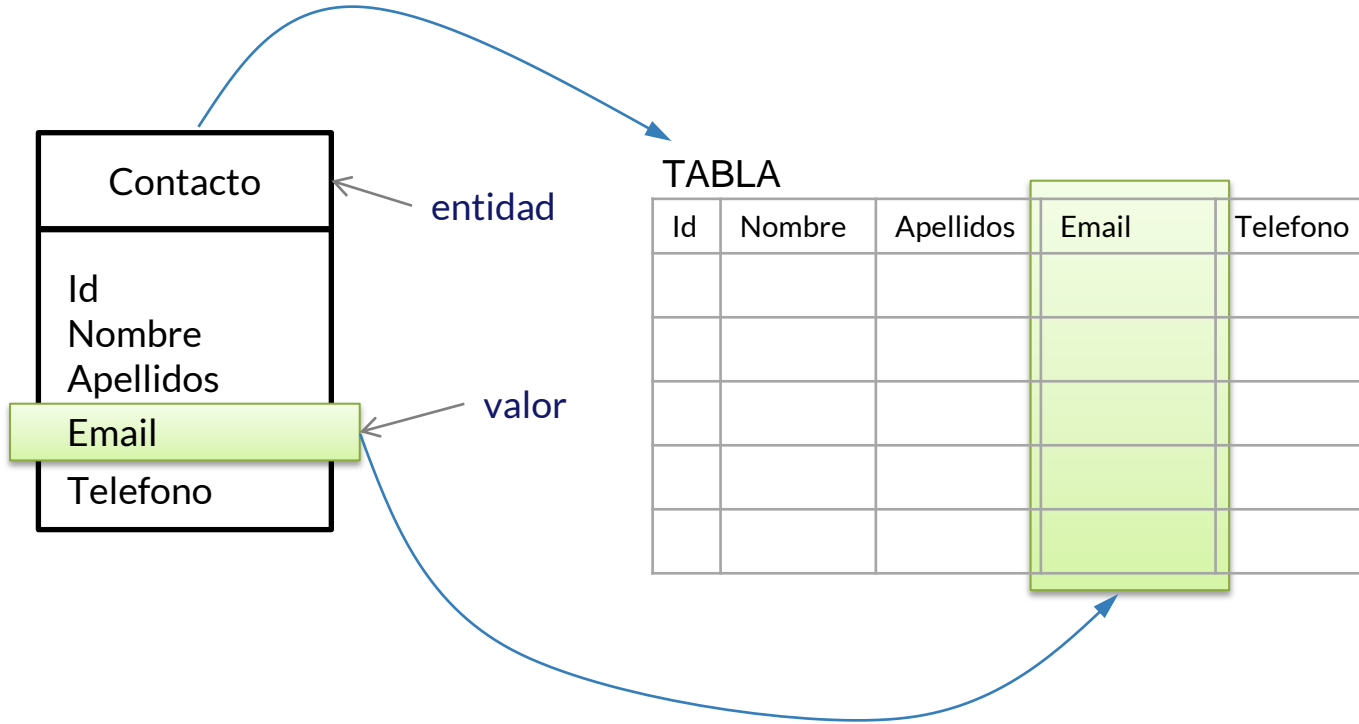 Contacto
entidad
Id
Nombre
Apellidos
Email
Telefono
valor
TABLA
Id Nombre Apellidos Email Telefono